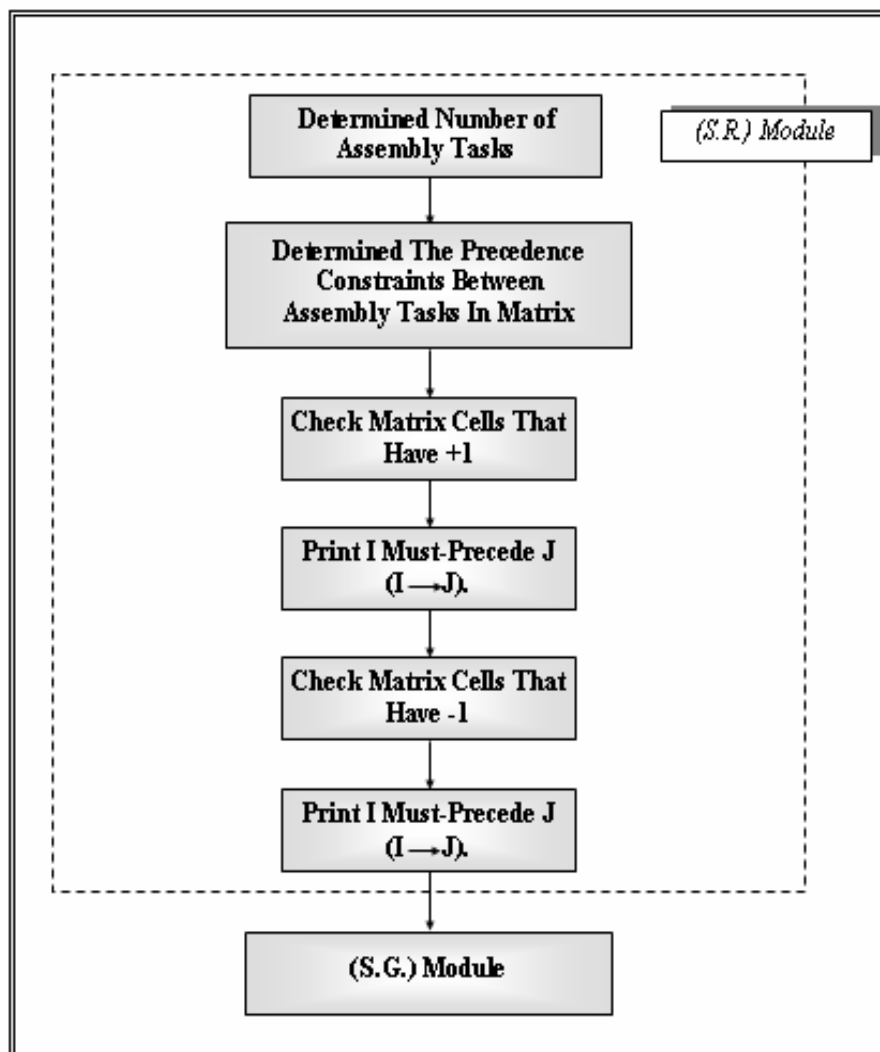 Determined Number of
Assembly Tasks
(S.R.) Module
Determined The Precedence
Constraints Between
Assembly Tasks In Matrix
Check Matrix Cells That
Have +1
Print I Must-Precede J
(I →J).
Check Matrix Cells That
Have -1
Print I Must-Precede J
(I →J).
(S.G.) Module